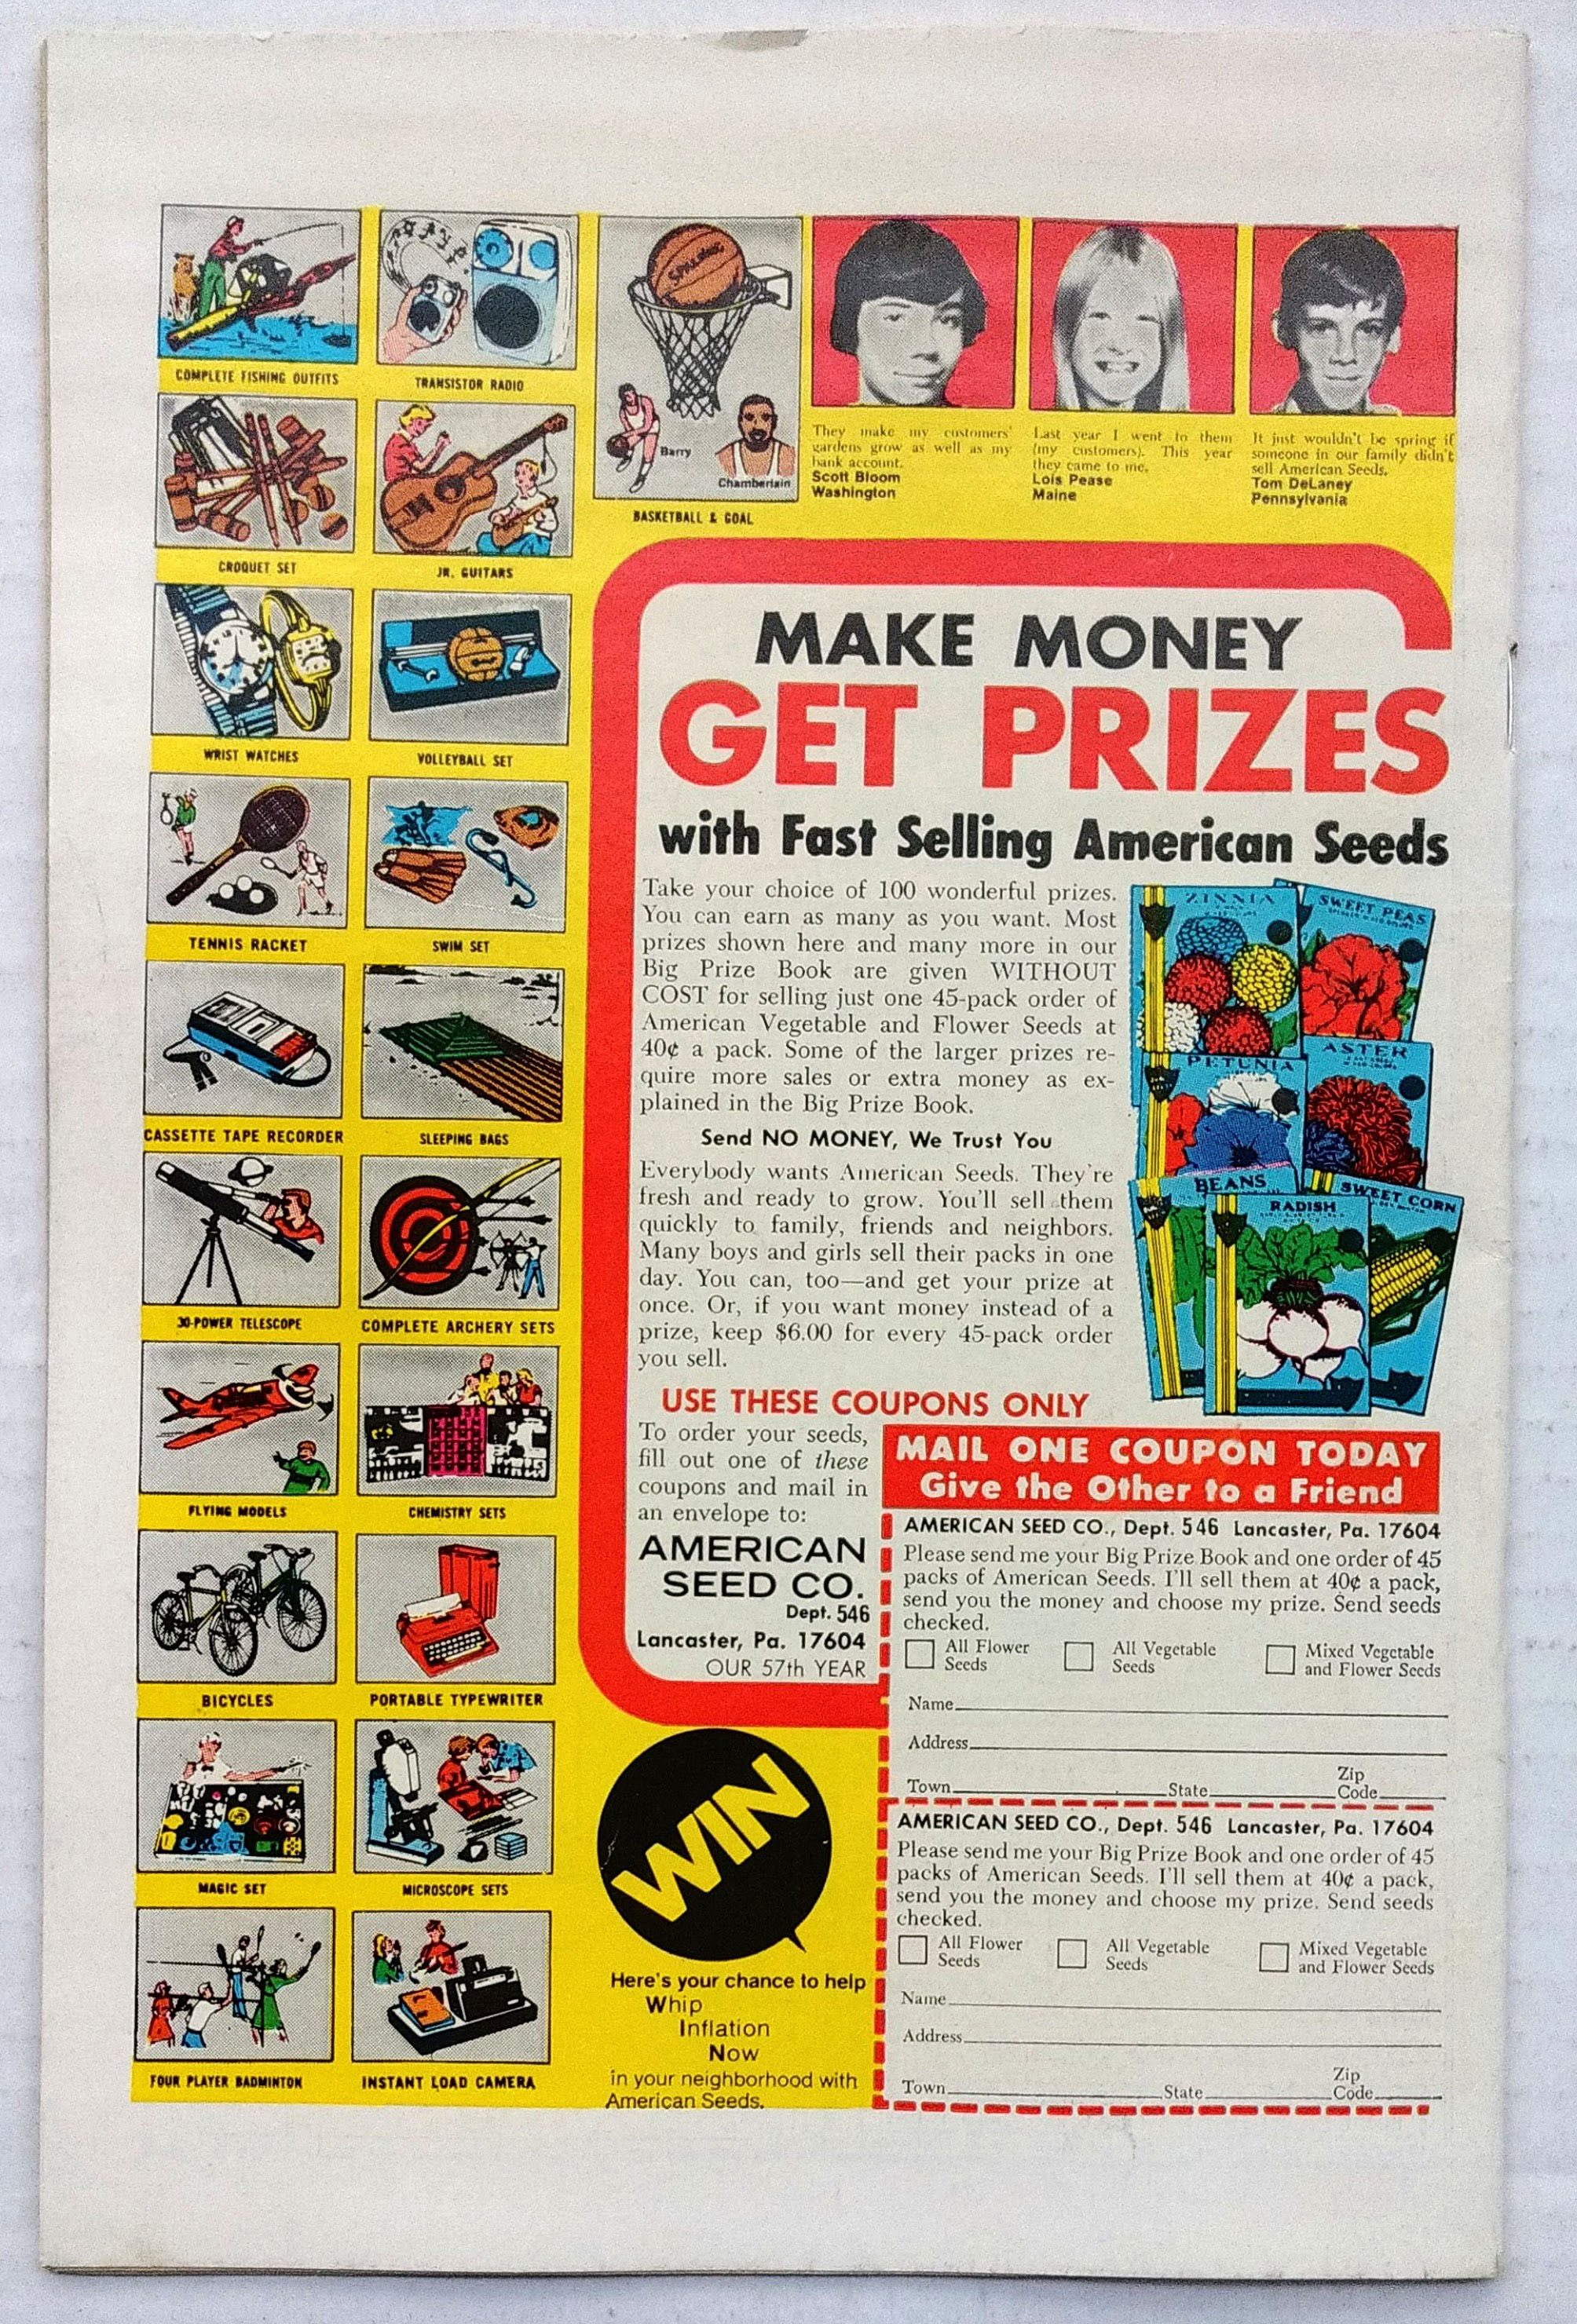 COMPLETE FISHING OUTFITS
TRANSISTOR RADIO
SPALDING
Barry
Chamberlain
BASKETBALL & GOAL
They make my customers'
gardens grow as well as my
bank account.
Scott Bloom
Washington
Last year I went to them
(my customers). This year
they came to me.
Lois Pease
Maine
It just wouldn't be spring if
someone in our family didn't
sell American Seeds.
Tom DeLaney
Pennsylvania
CROQUET SET
JR. GUITARS
WRIST WATCHES
VOLLEYBALL SET
TENNIS RACKET
SWIM SET
CASSETTE TAPE RECORDER
SLEEPING BAGS
30-POWER TELESCOPE
COMPLETE ARCHERY SETS
FLYING MODELS
CHEMISTRY SETS
BICYCLES
PORTABLE TYPEWRITER
MAGIC SET
MICROSCOPE SETS
FOUR PLAYER BADMINTON
INSTANT LOAD CAMERA
MAKE MONEY
GET PRIZES
with Fast Selling American Seeds
Take your choice of 100 wonderful prizes.
You can earn as many as you want. Most
prizes shown here and many more in our
Big Prize Book are given WITHOUT
COST for selling just one 45-pack order of
American Vegetable and Flower Seeds at
40¢ a pack. Some of the larger prizes re-
quire more sales or extra money as ex-
plained in the Big Prize Book.
Send NO MONEY, We Trust You
Everybody wants American Seeds. They're
fresh and ready to grow. You'll sell them
quickly to family, friends and neighbors.
Many boys and girls sell their packs in one
day. You can, too—and get your prize at
once. Or, if you want money instead of a
prize, keep $6.00 for every 45-pack order
you sell.
ZINNIA
SWEET PEAS
PETUNIA
ASTER
BEANS
SWEET CORN
RADISH
USE THESE COUPONS ONLY
To order your seeds,
fill out one of these
coupons and mail in
an envelope to:
AMERICAN
SEED CO.
Dept. 546
Lancaster, Pa. 17604
OUR 57th YEAR
WIN
Here's your chance to help
Whip
Inflation
Now
in your neighborhood with
American Seeds.
MAIL ONE COUPON TODAY
Give the Other to a Friend
AMERICAN SEED CO., Dept. 546 Lancaster, Pa. 17604
Please send me your Big Prize Book and one order of 45
packs of American Seeds. I'll sell them at 40¢ a pack,
send you the money and choose my prize. Send seeds
checked.
All Flower Seeds
All Vegetable Seeds
Mixed Vegetable and Flower Seeds
Name
Address
Town State Zip Code
AMERICAN SEED CO., Dept. 546 Lancaster, Pa. 17604
Please send me your Big Prize Book and one order of 45
packs of American Seeds. I'll sell them at 40¢ a pack,
send you the money and choose my prize. Send seeds
checked.
All Flower Seeds
All Vegetable Seeds
Mixed Vegetable and Flower Seeds
Name
Address
Town State Zip Code